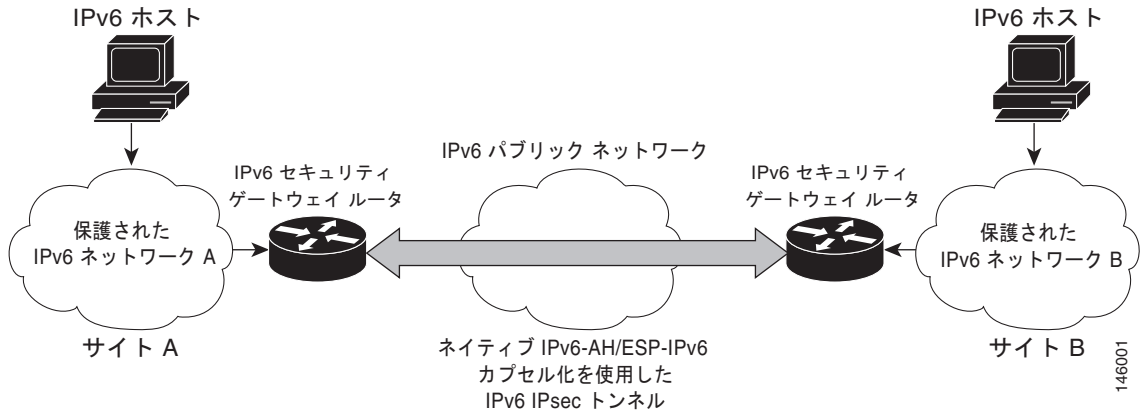 IPv6 ホスト
IPv6 ホスト
IPv6 パブリック ネットワーク
IPv6 セキュリティ
ゲートウェイ ルータ
IPv6 セキュリティ
ゲートウェイ ルータ
保護された
IPv6 ネットワーク A
保護された
IPv6 ネットワーク B
サイト A
ネイティブ IPv6-AH/ESP-IPv6
カプセル化を使用した
IPv6 IPsec トンネル
サイト B
146001